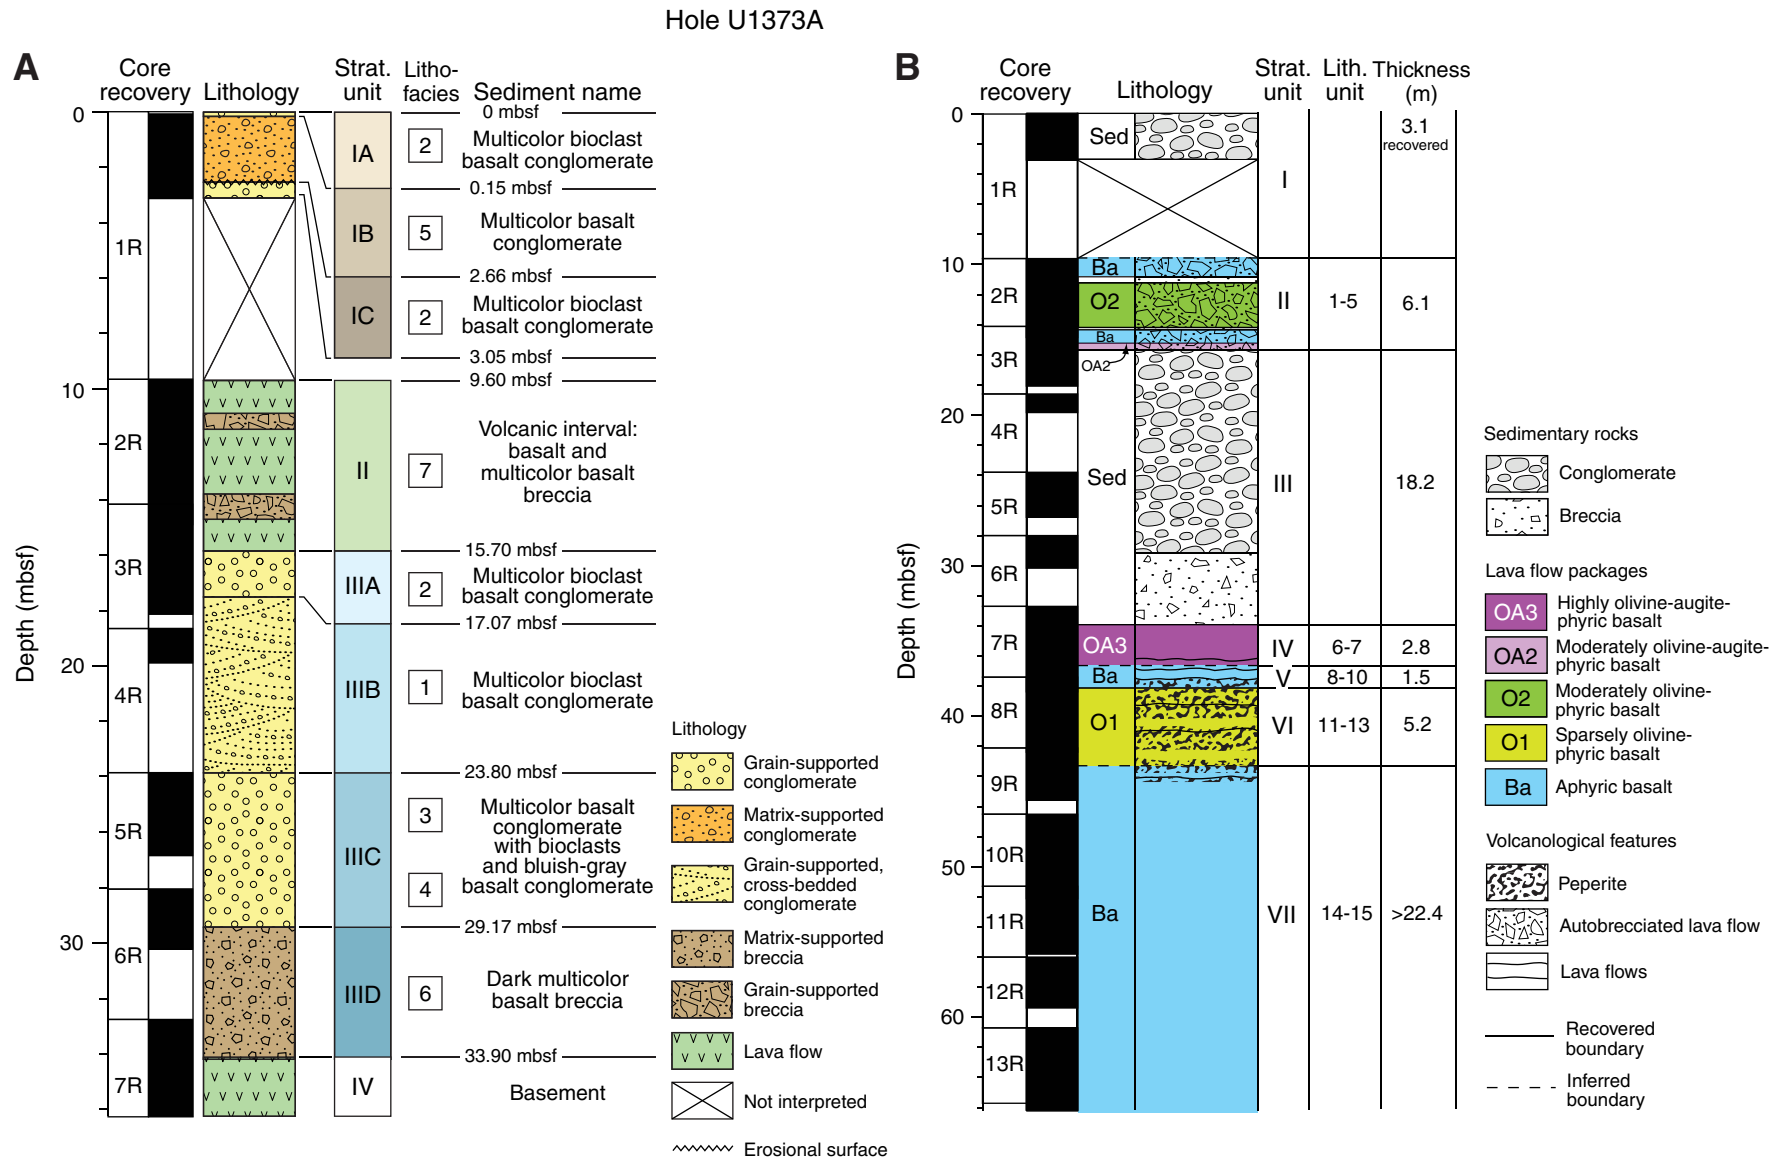 Hole U1373A
A
Core
recovery
Lithology
Strat.
unit
Litho-
facies
Sediment name
Depth (mbsf)
0
10
20
30
1R
2R
3R
4R
5R
6R
7R
IA
IB
IC
II
IIIA
IIIB
IIIC
IIID
IV
0 mbsf
2
Multicolor bioclast
basalt conglomerate
0.15 mbsf
5
Multicolor basalt
conglomerate
2.66 mbsf
2
Multicolor bioclast
basalt conglomerate
3.05 mbsf
9.60 mbsf
7
Volcanic interval:
basalt and
multicolor basalt
breccia
15.70 mbsf
2
Multicolor bioclast
basalt conglomerate
17.07 mbsf
1
Multicolor bioclast
basalt conglomerate
23.80 mbsf
3
4
Multicolor basalt
conglomerate
with bioclasts
and bluish-gray
basalt conglomerate
29.17 mbsf
6
Dark multicolor
basalt breccia
33.90 mbsf
Basement
Lithology
Grain-supported
conglomerate
Matrix-supported
conglomerate
Grain-supported,
cross-bedded
conglomerate
Matrix-supported
breccia
Grain-supported
breccia
Lava flow
Not interpreted
Erosional surface
B
Core
recovery
Lithology
Strat.
unit
Lith.
unit
Thickness
(m)
Depth (mbsf)
0
10
20
30
40
50
60
1R
2R
3R
4R
5R
6R
7R
8R
9R
10R
11R
12R
13R
Sed
Ba
O2
Ba
OA2
Sed
OA3
Ba
O1
Ba
I
3.1
recovered
II
1-5
6.1
III
18.2
IV
6-7
2.8
V
8-10
1.5
VI
11-13
5.2
VII
14-15
>22.4
Sedimentary rocks
Conglomerate
Breccia
Lava flow packages
OA3
Highly olivine-augite-
phyric basalt
OA2
Moderately olivine-augite-
phyric basalt
O2
Moderately olivine-
phyric basalt
O1
Sparsely olivine-
phyric basalt
Ba
Aphyric basalt
Volcanological features
Peperite
Autobrecciated lava flow
Lava flows
Recovered
boundary
Inferred
boundary